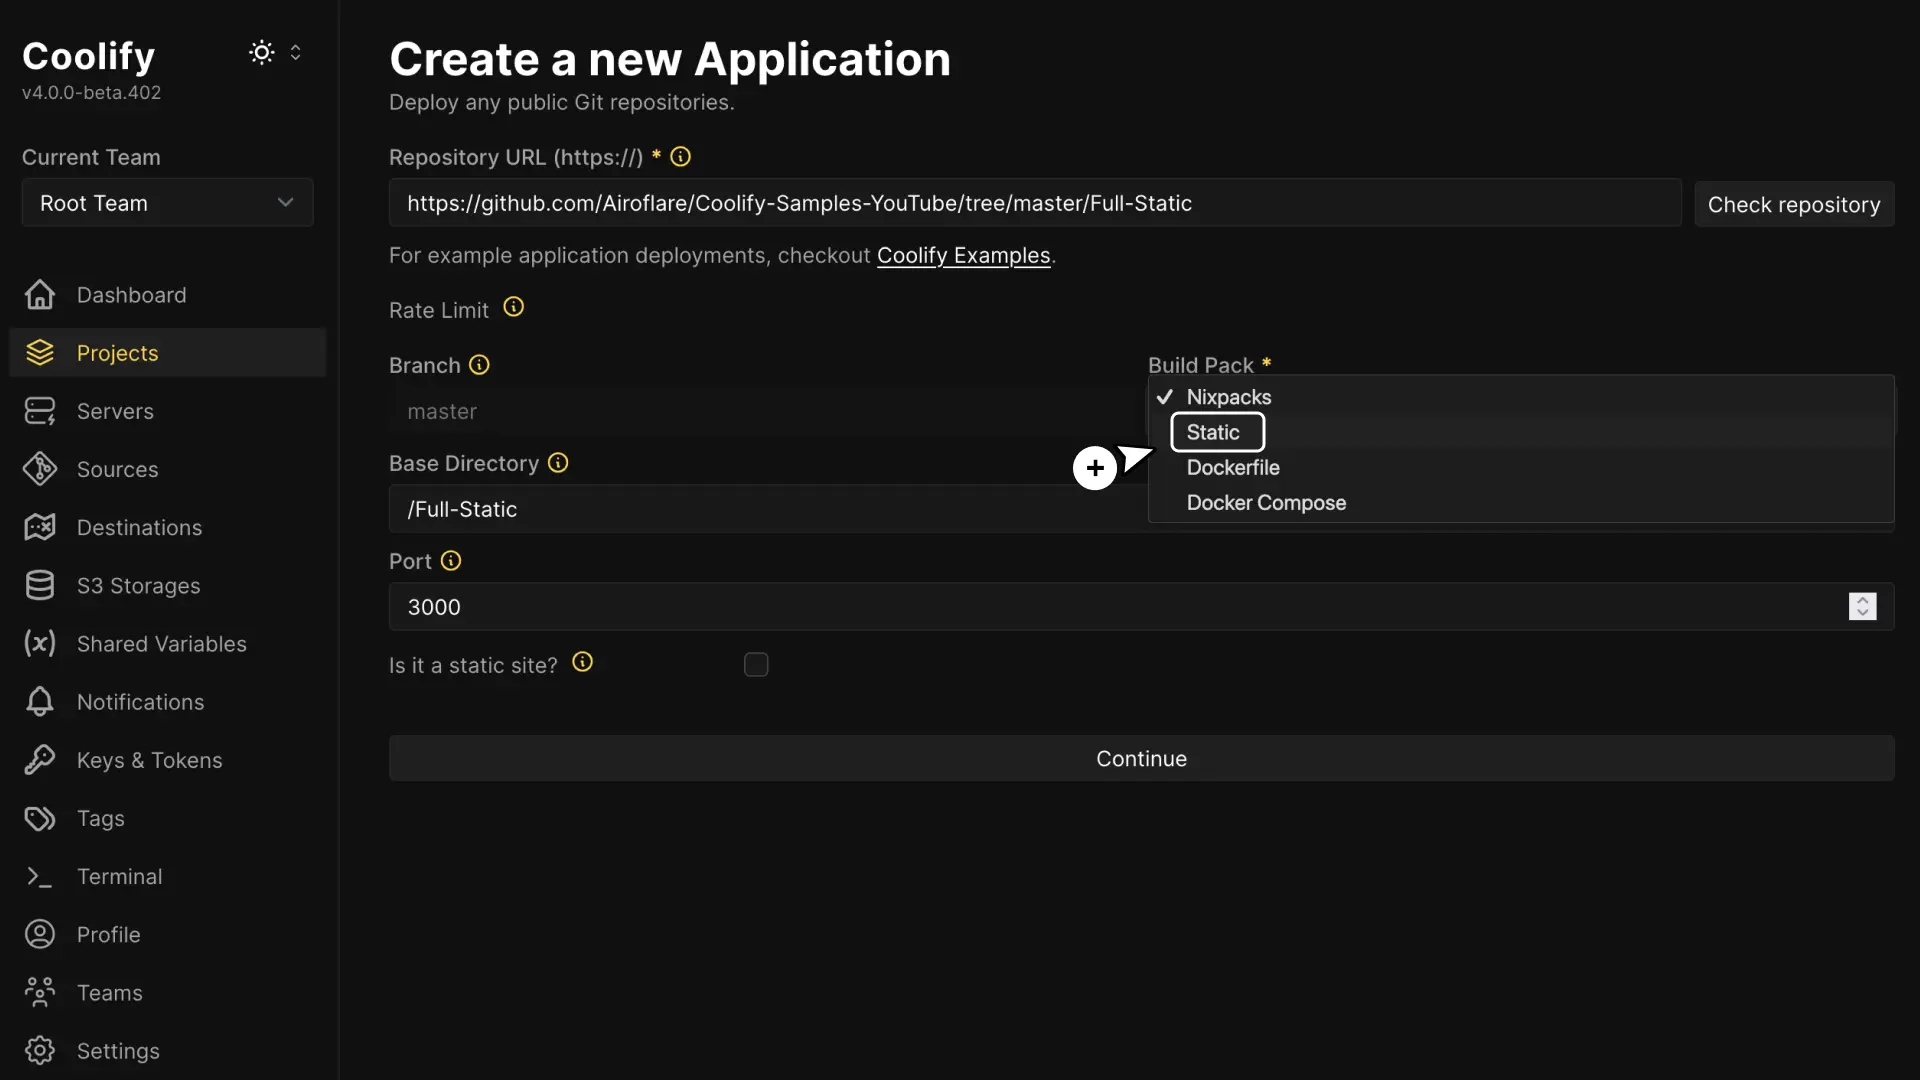 Coolify
v4.0.0-beta.402
Current Team
Root Team
Dashboard
Projects
Servers
Sources
Destinations
S3 Storages
Shared Variables
Notifications
Keys & Tokens
Tags
Terminal
Profile
Teams
Settings
Create a new Application
Deploy any public Git repositories.
Repository URL (https://) *
https://github.com/Airoflare/Coolify-Samples-YouTube/tree/master/Full-Static
Check repository
For example application deployments, checkout Coolify Examples.
Rate Limit
Branch
master
Build Pack *
Nixpacks
Static
Dockerfile
Docker Compose
Base Directory
/Full-Static
Port
3000
Is it a static site?
Continue